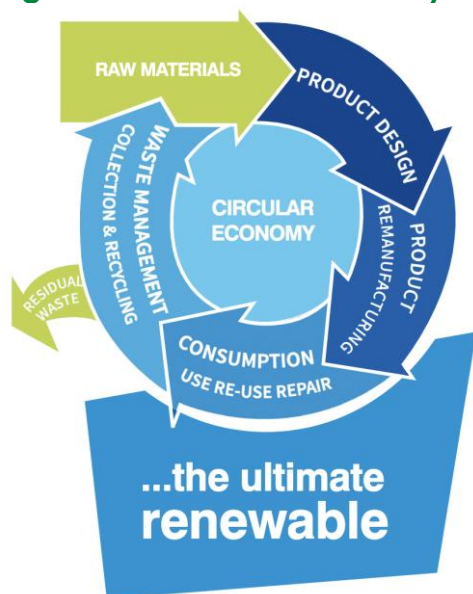 RAW MATERIALS
PRODUCT DESIGN
PRODUCT
REMANUFACTURING
CIRCULAR
ECONOMY
WASTE MANAGEMENT
COLLECTION & RECYCLING
RESIDUAL
WASTE
CONSUMPTION
USE RE-USE REPAIR
...the ultimate
renewable